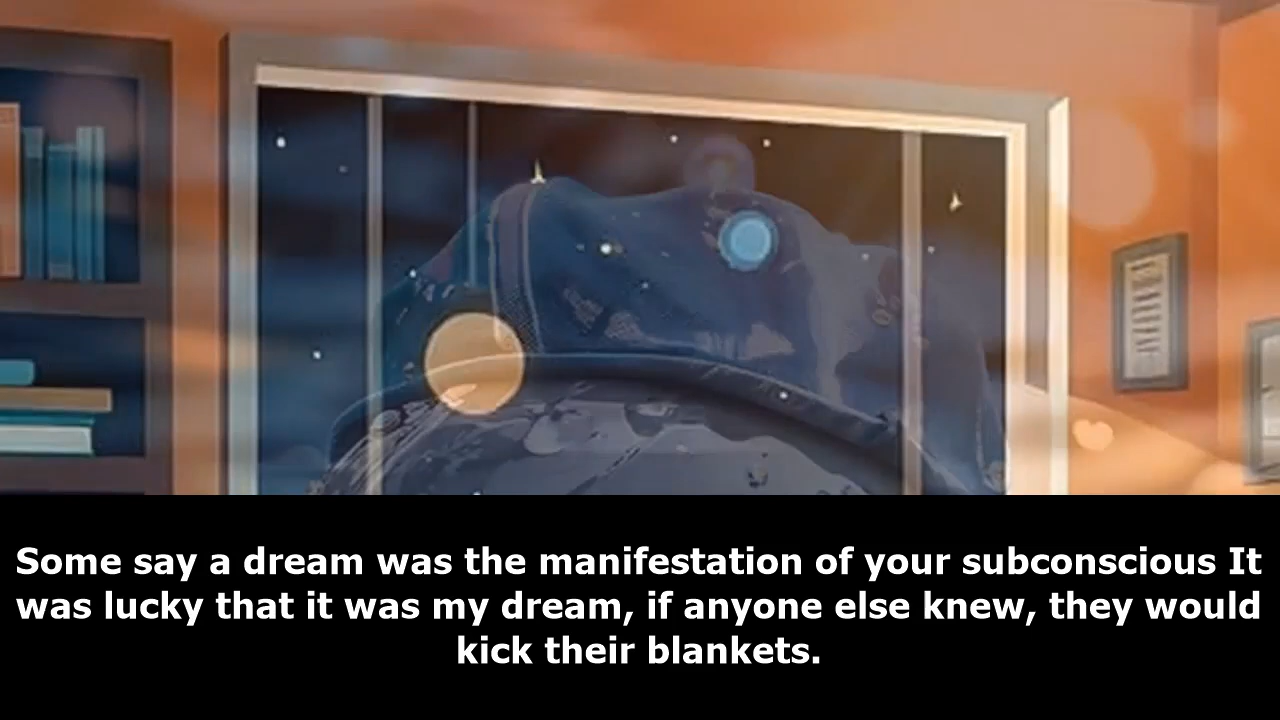 Some say a dream was the manifestation of your subconscious It
was lucky that it was my dream, if anyone else knew, they would
kick their blankets.